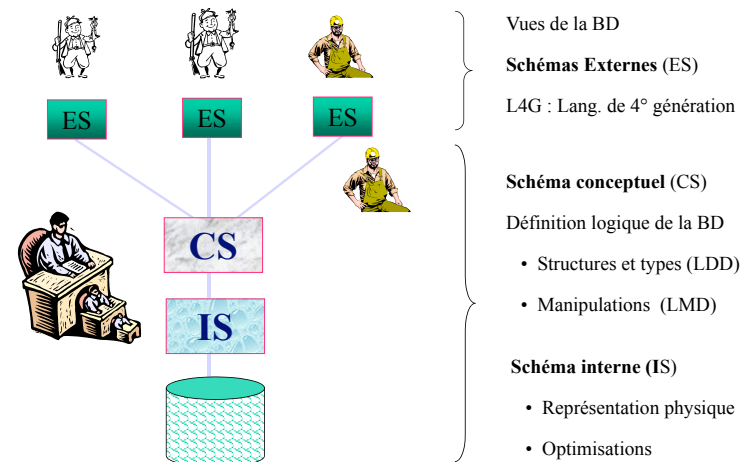 Vues de la BD
Schémas Externes (ES)
L4G : Lang. de 4° génération
ES
ES
ES
Schéma conceptuel (CS)
Définition logique de la BD
• Structures et types (LDD)
• Manipulations (LMD)
CS
IS
Schéma interne (IS)
• Représentation physique
• Optimisations